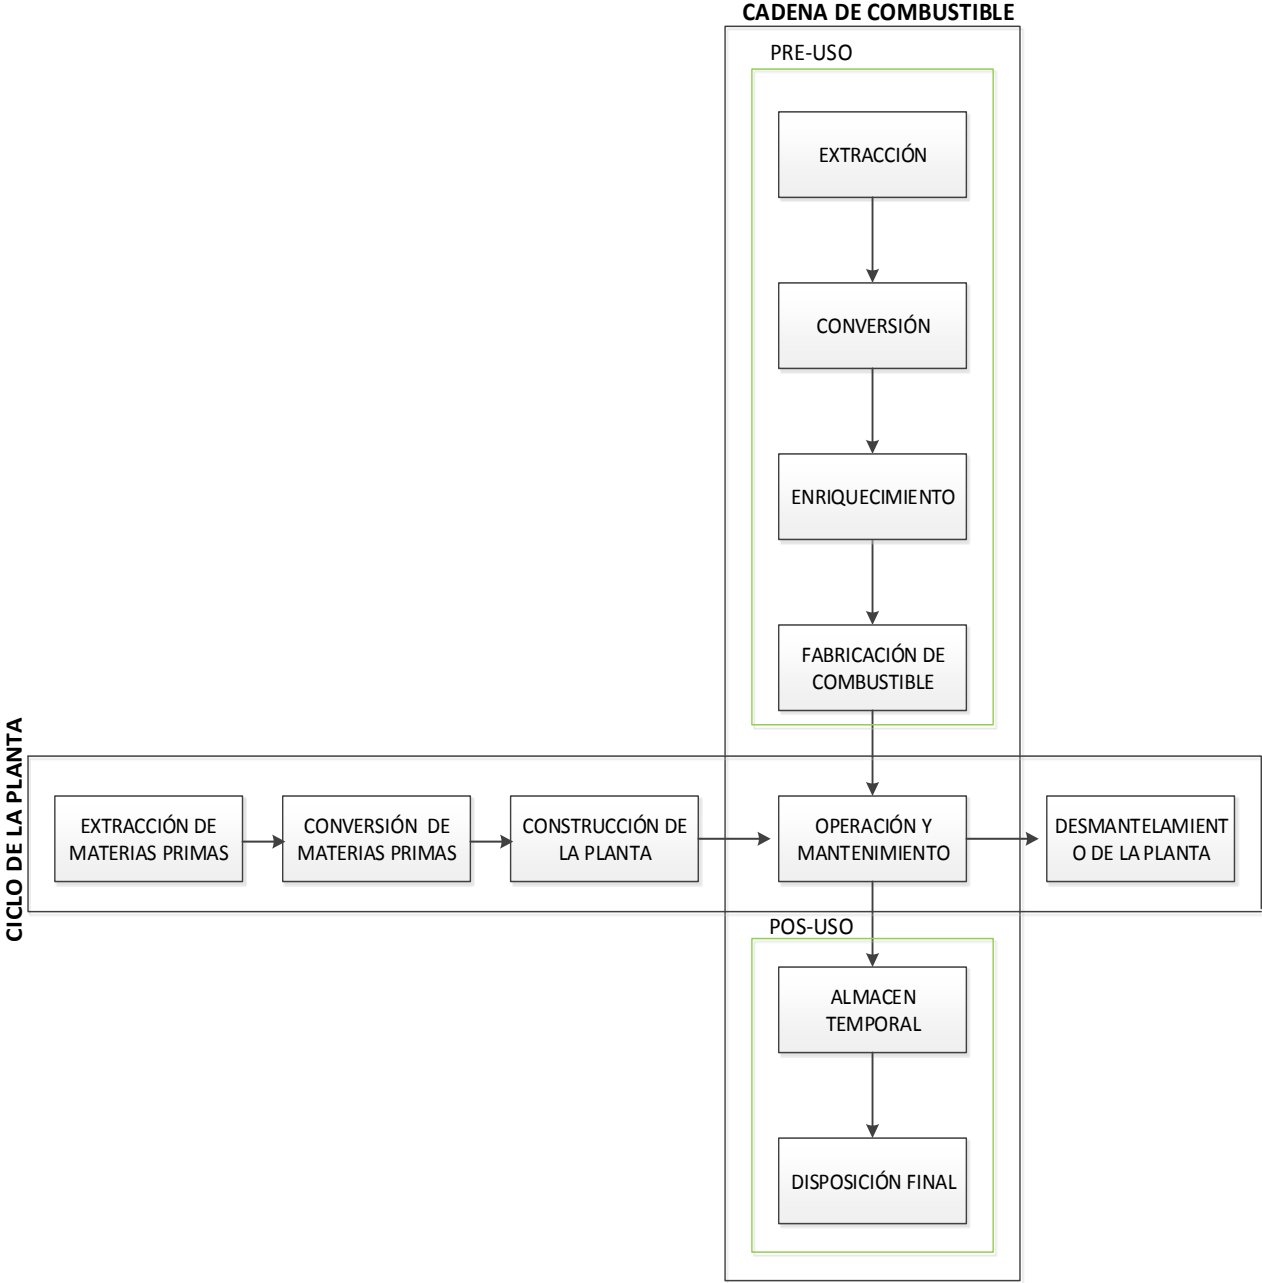 CADENA DE COMBUSTIBLE
PRE-USO
EXTRACCIÓN
CONVERSIÓN
ENRIQUECIMIENTO
FABRICACIÓN DE
COMBUSTIBLE
CICLO DE LA PLANTA
EXTRACCIÓN DE
MATERIAS PRIMAS
CONVERSIÓN DE
MATERIAS PRIMAS
CONSTRUCCIÓN DE
LA PLANTA
OPERACIÓN Y
MANTENIMIENTO
DESMANTELAMIENT
O DE LA PLANTA
POS-USO
ALMACEN
TEMPORAL
DISPOSICIÓN FINAL